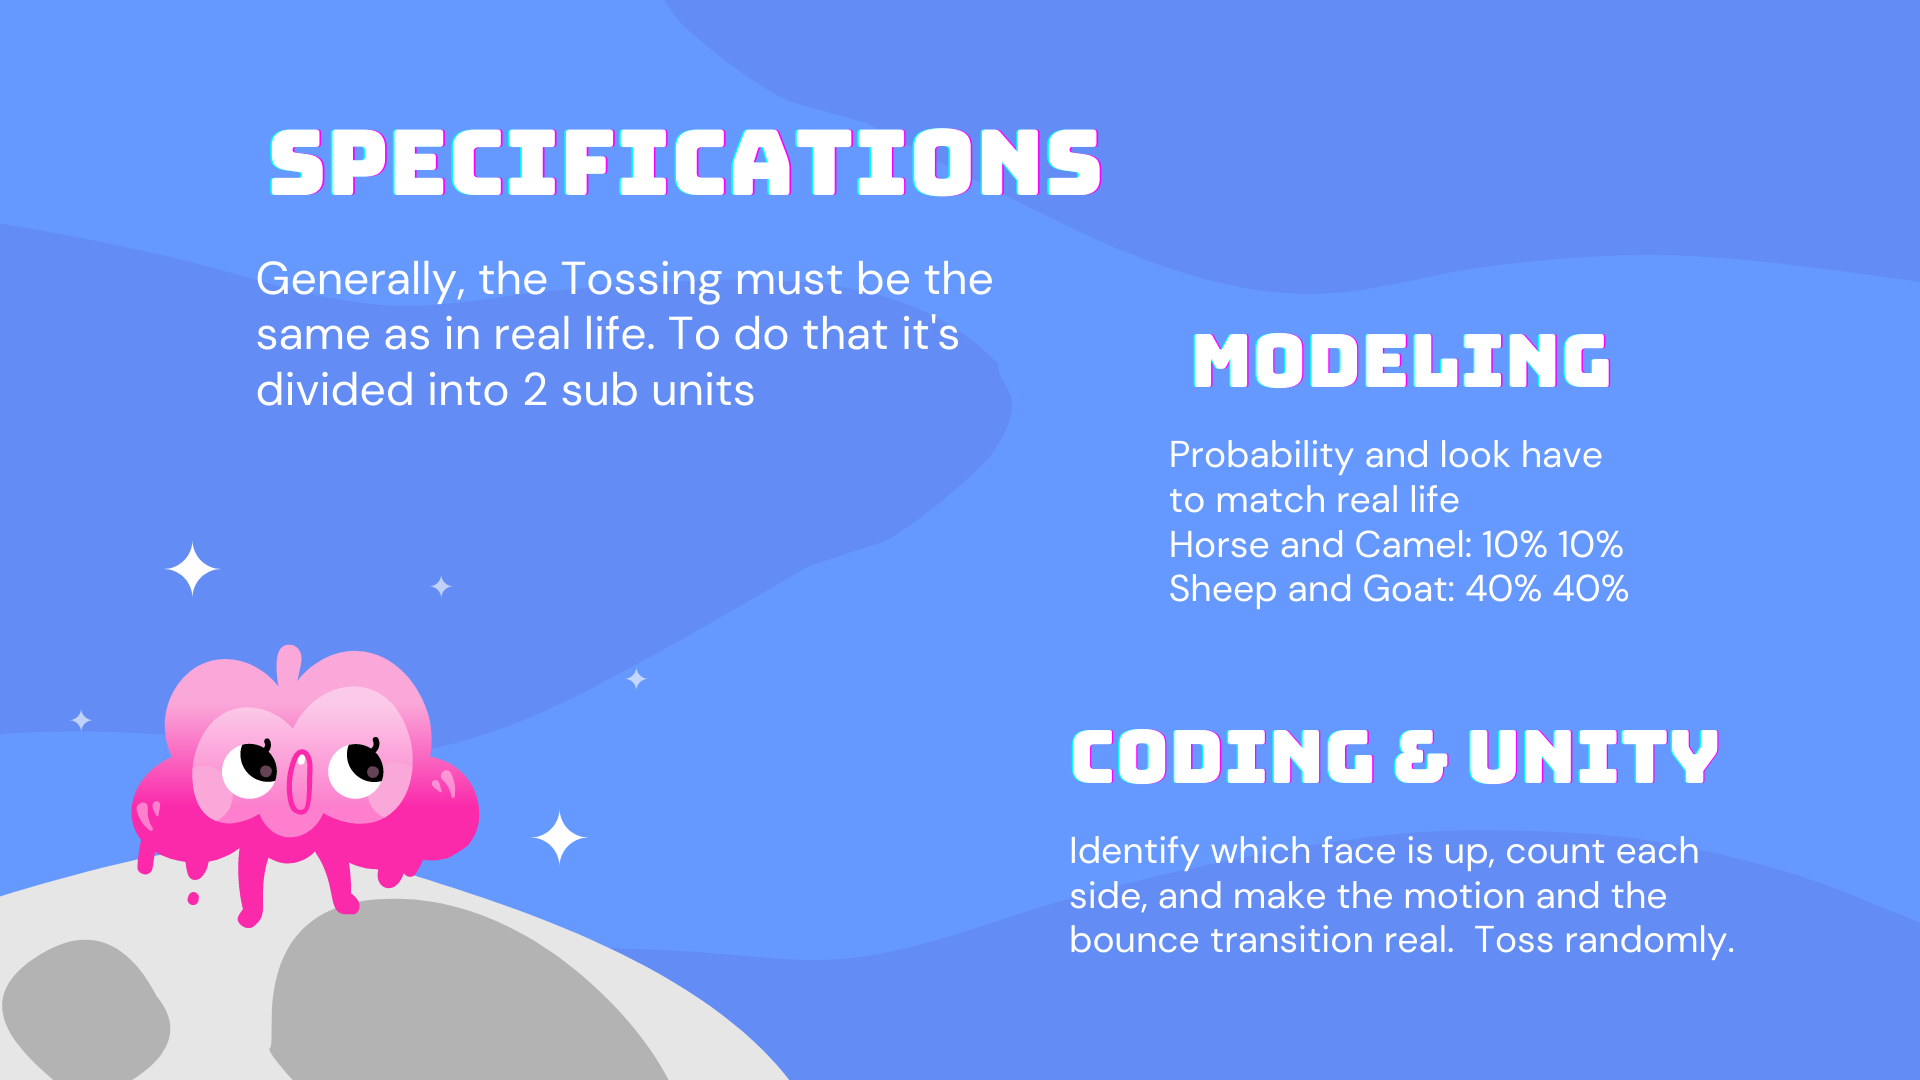 SPECIFICATIONS
Generally, the Tossing must be the
same as in real life. To do that it's
divided into 2 sub units
MODELING
Probability and look have
to match real life
Horse and Camel: 10% 10%
Sheep and Goat: 40% 40%
CODING & UNITY
Identify which face is up, count each
side, and make the motion and the
bounce transition real.  Toss randomly.